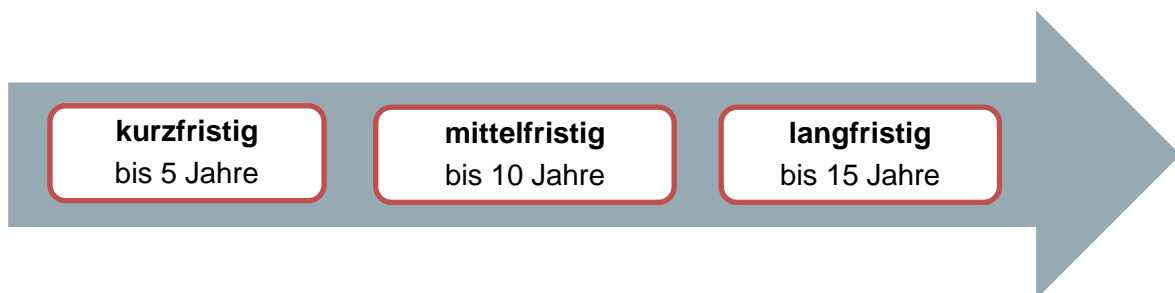 kurzfristig
bis 5 Jahre
mittelfristig
bis 10 Jahre
langfristig
bis 15 Jahre